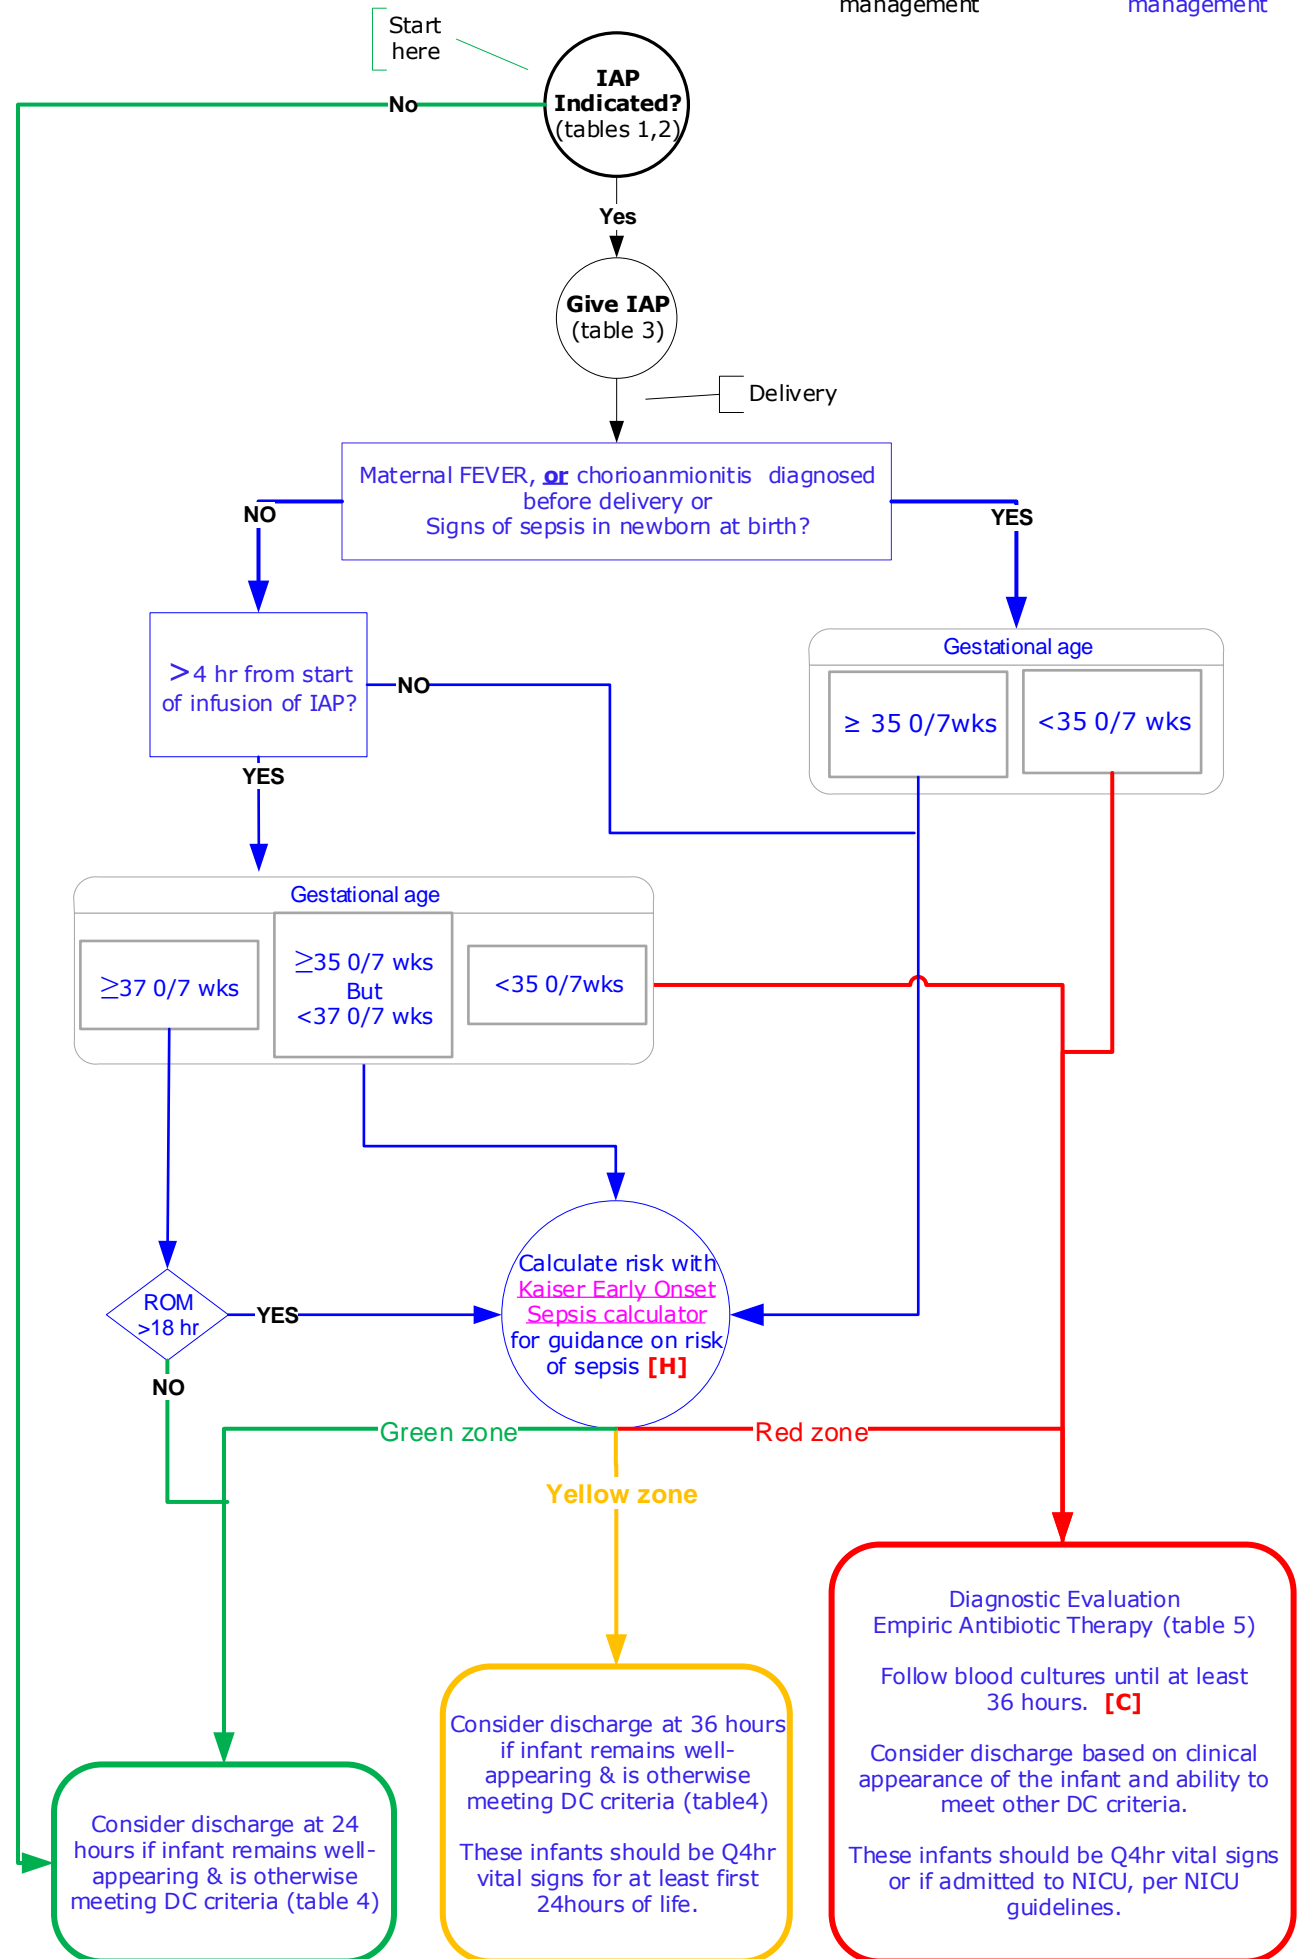 management
management
Start
here
IAP
Indicated?
(tables 1,2)
No
Yes
Give IAP
(table 3)
Delivery
Maternal FEVER, or chorioanmionitis diagnosed
before delivery or
Signs of sepsis in newborn at birth?
NO
YES
>4 hr from start
of infusion of IAP?
NO
YES
Gestational age
≥ 35 0/7wks
<35 0/7 wks
Gestational age
≥37 0/7 wks
≥35 0/7 wks
But
<37 0/7 wks
<35 0/7wks
Calculate risk with
Kaiser Early Onset
Sepsis calculator
for guidance on risk
of sepsis [H]
ROM
>18 hr
YES
NO
Green zone
Yellow zone
Red zone
Consider discharge at 24
hours if infant remains well-
appearing & is otherwise
meeting DC criteria (table 4)
Consider discharge at 36 hours
if infant remains well-
appearing & is otherwise
meeting DC criteria (table4)
These infants should be Q4hr
vital signs for at least first
24hours of life.
Diagnostic Evaluation
Empiric Antibiotic Therapy (table 5)
Follow blood cultures until at least
36 hours. [C]
Consider discharge based on clinical
appearance of the infant and ability to
meet other DC criteria.
These infants should be Q4hr vital signs
or if admitted to NICU, per NICU
guidelines.